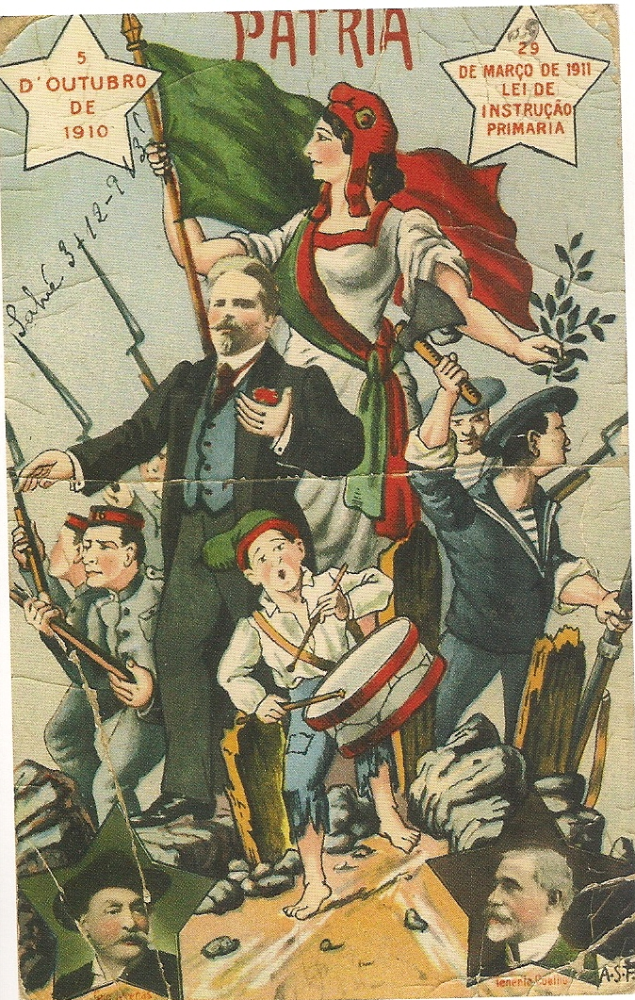 PATRIA
5
D'OUTUBRO
DE
1910
29
DE MARÇO DE 1911
LEI DE
INSTRUÇÃO
PRIMARIA
Tenente Coelho
A.S.F.